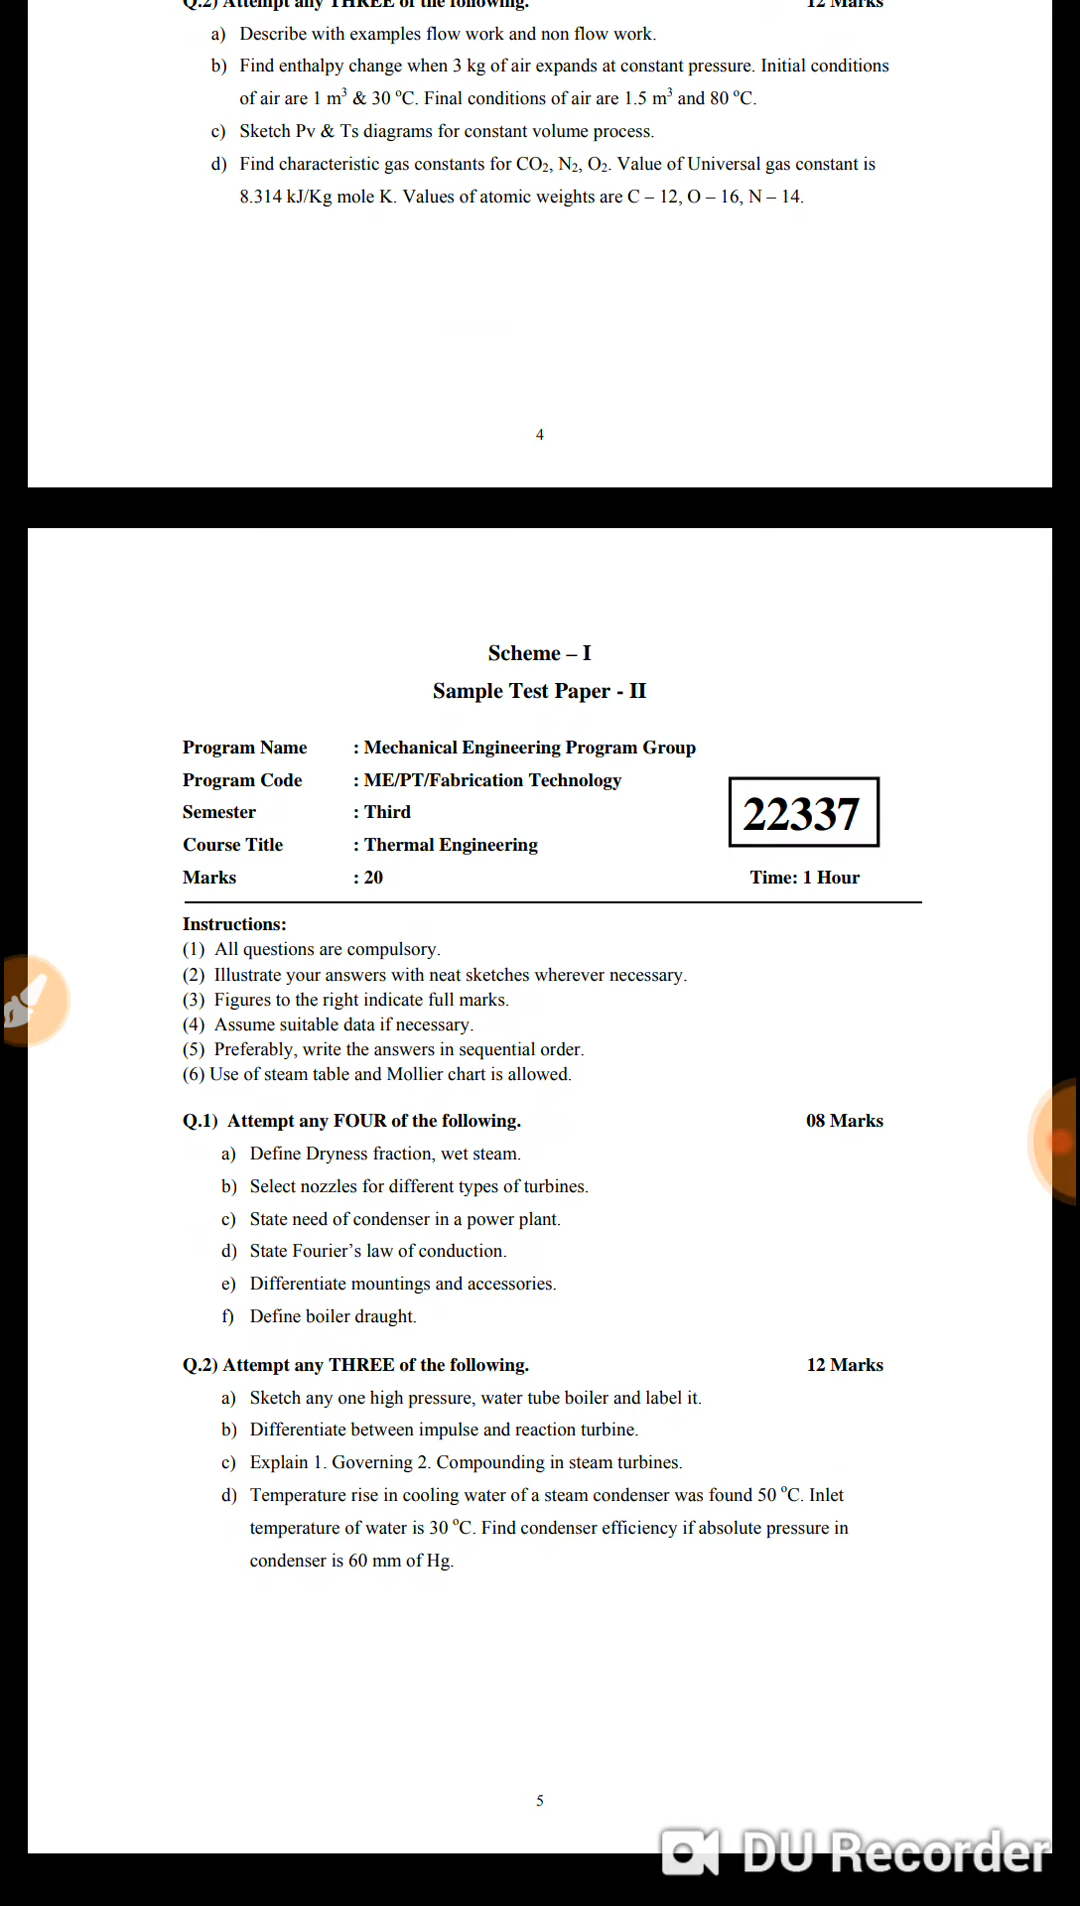 Q.2) Attempt any THREE of the following. 12 Marks
a) Describe with examples flow work and non flow work.
b) Find enthalpy change when 3 kg of air expands at constant pressure. Initial conditions
of air are 1 m³ & 30 °C. Final conditions of air are 1.5 m³ and 80 °C.
c) Sketch Pv & Ts diagrams for constant volume process.
d) Find characteristic gas constants for CO₂, N₂, O₂. Value of Universal gas constant is
8.314 kJ/Kg mole K. Values of atomic weights are C – 12, O – 16, N – 14.
4
Scheme – I
Sample Test Paper - II
Program Name : Mechanical Engineering Program Group
Program Code : ME/PT/Fabrication Technology
Semester : Third
22337
Course Title : Thermal Engineering
Marks : 20 Time: 1 Hour
Instructions:
(1) All questions are compulsory.
(2) Illustrate your answers with neat sketches wherever necessary.
(3) Figures to the right indicate full marks.
(4) Assume suitable data if necessary.
(5) Preferably, write the answers in sequential order.
(6) Use of steam table and Mollier chart is allowed.
Q.1) Attempt any FOUR of the following. 08 Marks
a) Define Dryness fraction, wet steam.
b) Select nozzles for different types of turbines.
c) State need of condenser in a power plant.
d) State Fourier’s law of conduction.
e) Differentiate mountings and accessories.
f) Define boiler draught.
Q.2) Attempt any THREE of the following. 12 Marks
a) Sketch any one high pressure, water tube boiler and label it.
b) Differentiate between impulse and reaction turbine.
c) Explain 1. Governing 2. Compounding in steam turbines.
d) Temperature rise in cooling water of a steam condenser was found 50 °C. Inlet
temperature of water is 30 °C. Find condenser efficiency if absolute pressure in
condenser is 60 mm of Hg.
5
DU Recorder